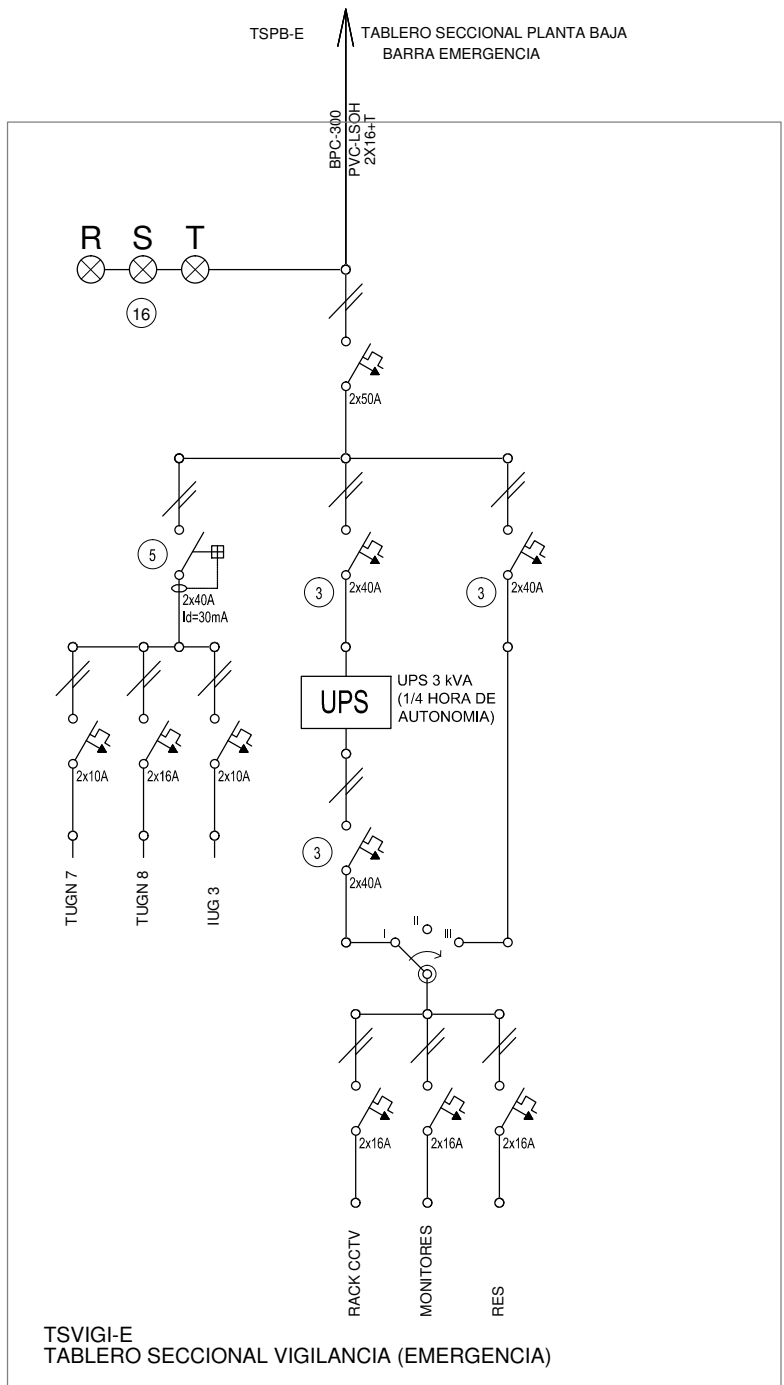 TSPB-E
TABLERO SECCIONAL PLANTA BAJA
BARRA EMERGENCIA
BPC-300
PVC-LSOH
2X16+T
R S T
16
2x50A
5
2x40A
Id=30mA
3
2x40A
3
2x40A
UPS
UPS 3 kVA
(1/4 HORA DE
AUTONOMIA)
2x10A
2x16A
2x10A
TUGN 7
TUGN 8
IUG 3
3
2x40A
I
II
III
2x16A
2x16A
2x16A
RACK CCTV
MONITORES
RES
TSVIGI-E
TABLERO SECCIONAL VIGILANCIA (EMERGENCIA)